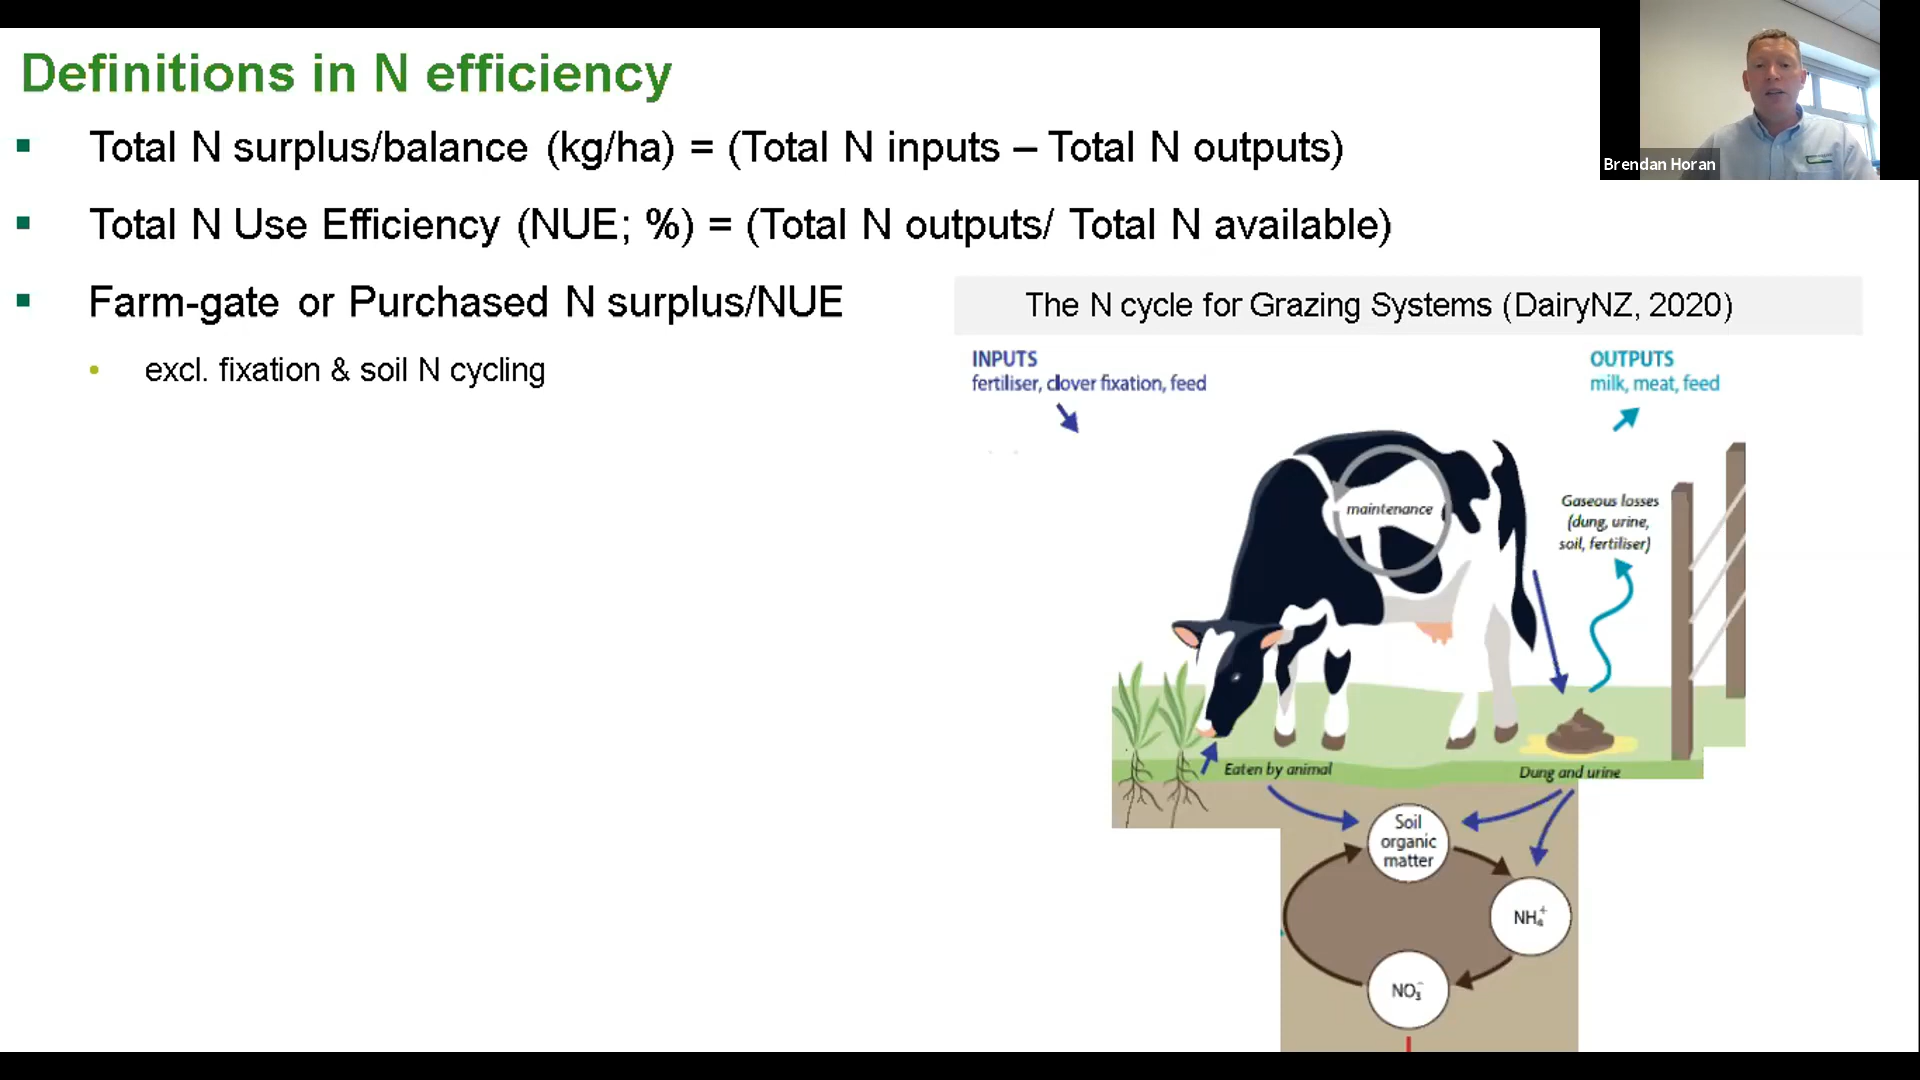 Definitions in N efficiency
Total N surplus/balance (kg/ha) = (Total N inputs – Total N outputs)
Total N Use Efficiency (NUE; %) = (Total N outputs/ Total N available)
Farm-gate or Purchased N surplus/NUE
excl. fixation & soil N cycling
Brendan Horan
The N cycle for Grazing Systems (DairyNZ, 2020)
INPUTS
fertiliser, clover fixation, feed
OUTPUTS
milk, meat, feed
maintenance
Gaseous losses
(dung, urine,
soil, fertiliser)
Eaten by animal
Dung and urine
Soil
organic
matter
NH₄⁺
NO₃⁻